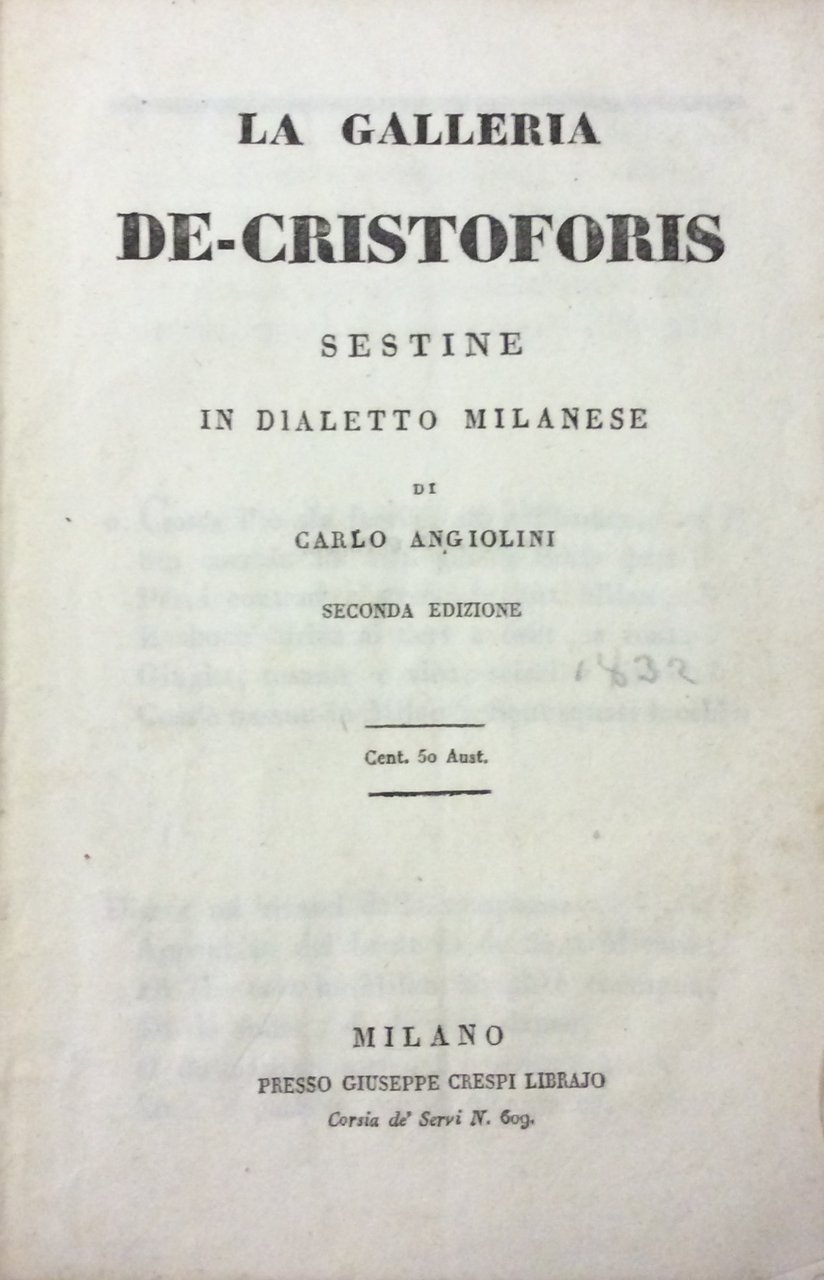 LA GALLERIA
DE-CRISTOFORIS
SESTINE
IN DIALETTO MILANESE
DI
CARLO ANGIOLINI
SECONDA EDIZIONE
1832
Cent. 50 Aust.
MILANO
PRESSO GIUSEPPE CRESPI LIBRAJO
Corsia de' Servi N. 609.